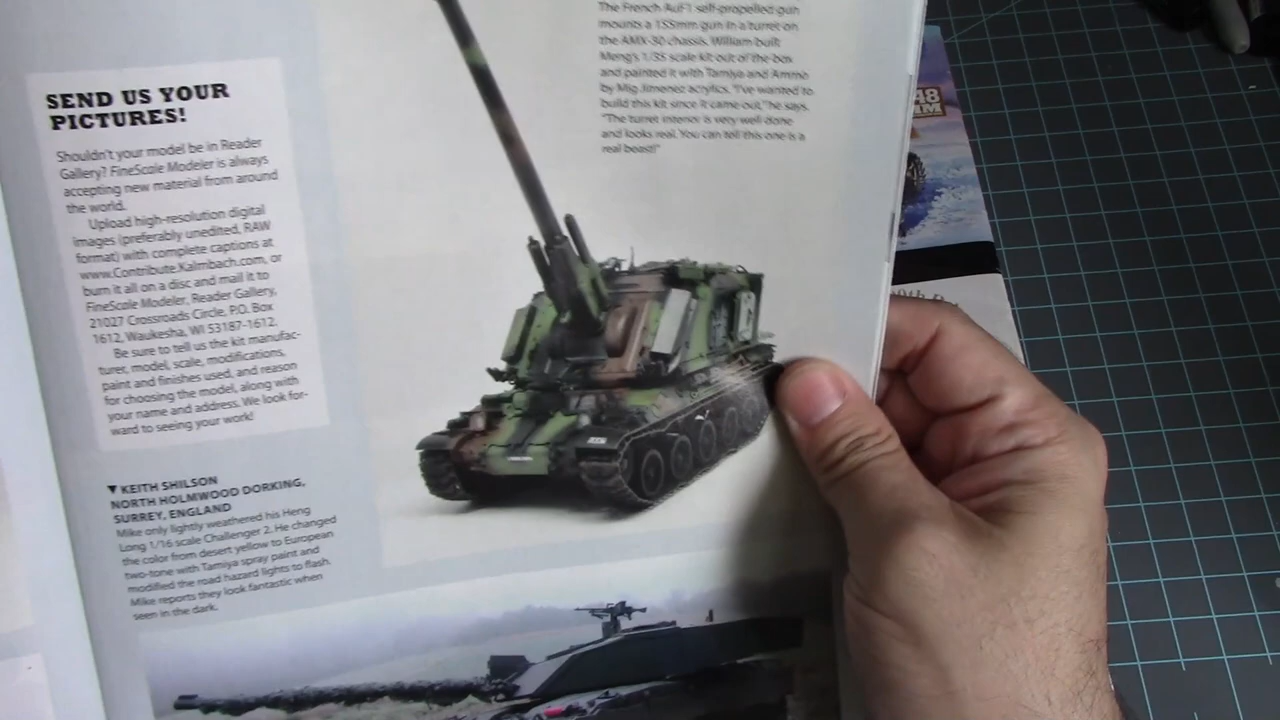 SEND US YOUR
PICTURES!
Shouldn't your model be in Reader
Gallery? FineScale Modeler is always
accepting new material from around
the world.
Upload high-resolution digital
images (preferably unedited, RAW
format) with complete captions at
www.Contribute.Kalmbach.com, or
burn it all on a disc and mail it to
FineScale Modeler, Reader Gallery,
21027 Crossroads Circle, P.O. Box
1612, Waukesha, WI 53187-1612.
Be sure to tell us the kit manufac-
turer, model, scale, modifications,
paint and finishes used, and reason
for choosing the model, along with
your name and address. We look for-
ward to seeing your work!
▼ KEITH SHILSON
NORTH HOLMWOOD DORKING,
SURREY, ENGLAND
Mike only lightly weathered his Heng
Long 1/16 scale Challenger 2. He changed
the color from desert yellow to European
two-tone with Tamiya spray paint and
modified the road hazard lights to flash.
Mike reports they look fantastic when
seen in the dark.
The French AuF1 self-propelled gun
mounts a 155mm gun in a turret on
the AMX-30 chassis. William built
Meng's 1/35 scale kit out of the box
and painted it with Tamiya and Ammo
by Mig Jimenez acrylics. "I've wanted to
build this kit since it came out," he says.
"The turret interior is very well done
and looks real. You can tell this one is a
real beast!"
48